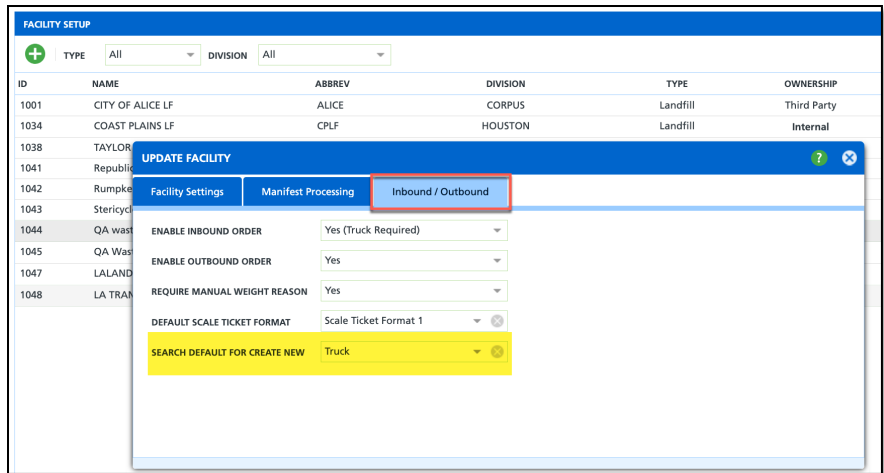 FACILITY SETUP
TYPE All DIVISION All
ID NAME ABBREV DIVISION TYPE OWNERSHIP
1001 CITY OF ALICE LF ALICE CORPUS Landfill Third Party
1034 COAST PLAINS LF CPLF HOUSTON Landfill Internal
1038 TAYLOR
1041 Republic
1042 Rumpke
1043 Stericycl
1044 QA wast
1045 QA Was
1047 LALAND
1048 LA TRAN
UPDATE FACILITY ?
Facility Settings Manifest Processing Inbound / Outbound
ENABLE INBOUND ORDER Yes (Truck Required)
ENABLE OUTBOUND ORDER Yes
REQUIRE MANUAL WEIGHT REASON Yes
DEFAULT SCALE TICKET FORMAT Scale Ticket Format 1
SEARCH DEFAULT FOR CREATE NEW Truck